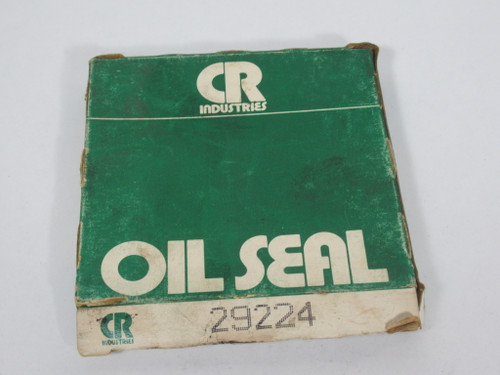 CR
INDUSTRIES
OIL SEAL
CR
INDUSTRIES
29224